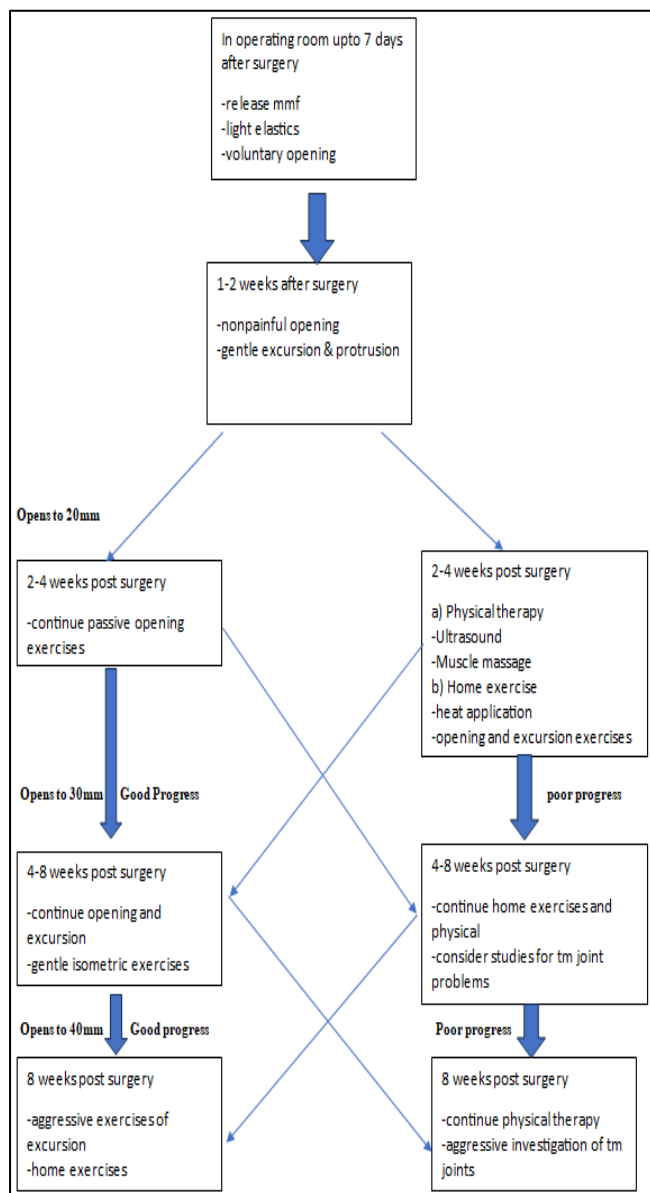 In operating room upto 7 days
after surgery
-release mmf
-light elastics
-voluntary opening
1-2 weeks after surgery
-nonpainful opening
-gentle excursion & protrusion
Opens to 20mm
2-4 weeks post surgery
-continue passive opening
exercises
2-4 weeks post surgery
a) Physical therapy
-Ultrasound
-Muscle massage
b) Home exercise
-heat application
-opening and excursion exercises
Opens to 30mm
Good Progress
poor progress
4-8 weeks post surgery
-continue opening and
excursion
-gentle isometric exercises
4-8 weeks post surgery
-continue home exercises and
physical
-consider studies for tm joint
problems
Opens to 40mm
Good progress
Poor progress
8 weeks post surgery
-aggressive exercises of
excursion
-home exercises
8 weeks post surgery
-continue physical therapy
-aggressive investigation of tm
joints